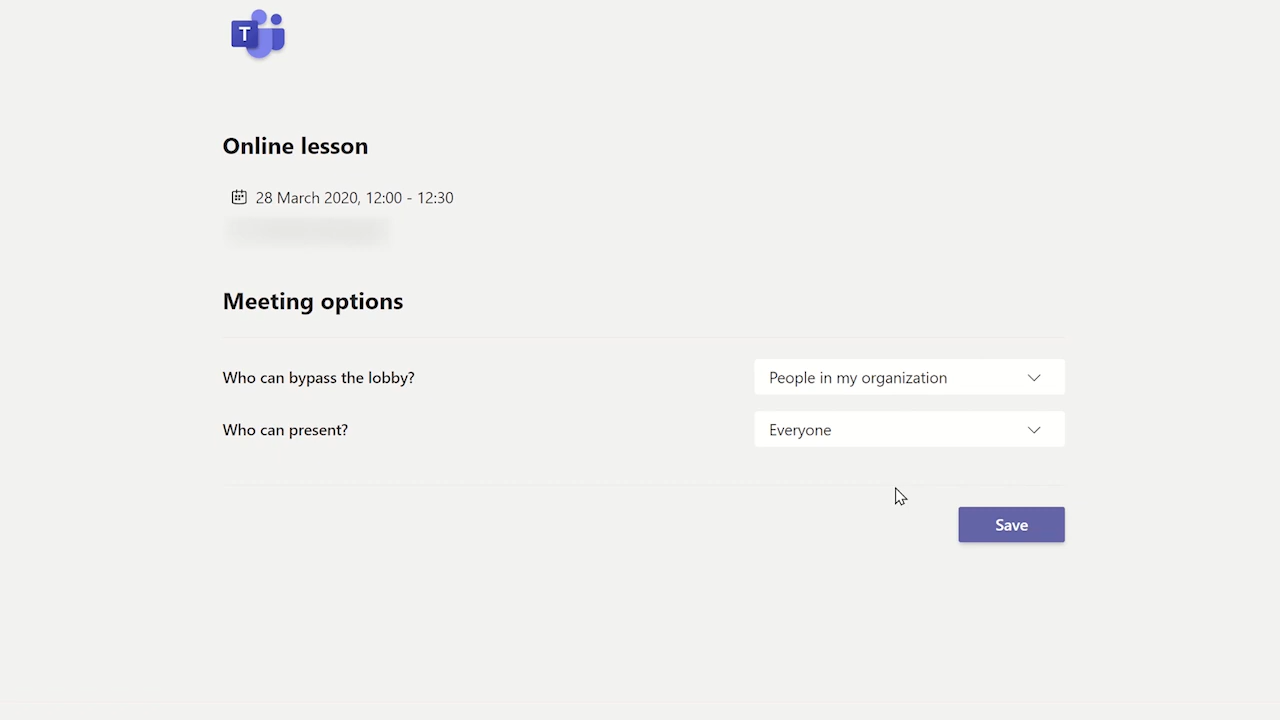 T
Online lesson
28 March 2020, 12:00 - 12:30
Meeting options
Who can bypass the lobby? People in my organization
Who can present? Everyone
Save